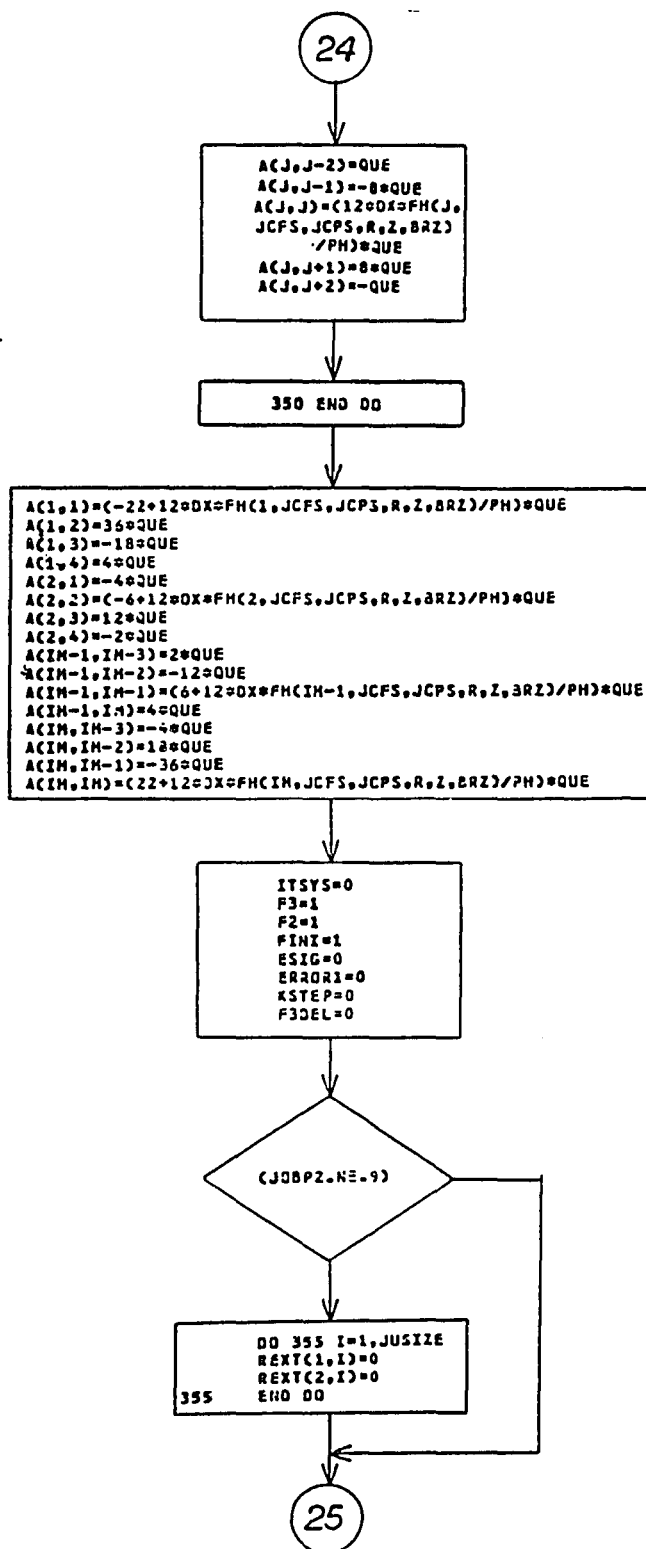 24
A(J,J-2)=QUE
A(J,J-1)=-8*QUE
A(J,J)=(12*DX*FH(J,
JCFS,JCPS,R,Z,BRZ)
/PH)*QUE
A(J,J+1)=8*QUE
A(J,J+2)=-QUE
350 END DO
A(1,1)=(-22+12*DX*FH(1,JCFS,JCPS,R,Z,BRZ)/PH)*QUE
A(1,2)=36*QUE
A(1,3)=-18*QUE
A(1,4)=4*QUE
A(2,1)=-4*QUE
A(2,2)=(-6+12*DX*FH(2,JCFS,JCPS,R,Z,BRZ)/PH)*QUE
A(2,3)=12*QUE
A(2,4)=-2*QUE
A(IM-1,IM-3)=2*QUE
A(IM-1,IM-2)=-12*QUE
A(IM-1,IM-1)=(6+12*DX*FH(IM-1,JCFS,JCPS,R,Z,BRZ)/PH)*QUE
A(IM-1,IM)=4*QUE
A(IM,IM-3)=-4*QUE
A(IM,IM-2)=18*QUE
A(IM,IM-1)=-36*QUE
A(IM,IM)=(22+12*DX*FH(IM,JCFS,JCPS,R,Z,BRZ)/PH)*QUE
ITSYS=0
F3=1
F2=1
FINI=1
ESIG=0
ERROR1=0
KSTEP=0
F3DEL=0
(JOBPZ.NE.9)
DO 355 I=1,JUSIZE
REXT(1,I)=0
REXT(2,I)=0
355 END DO
25